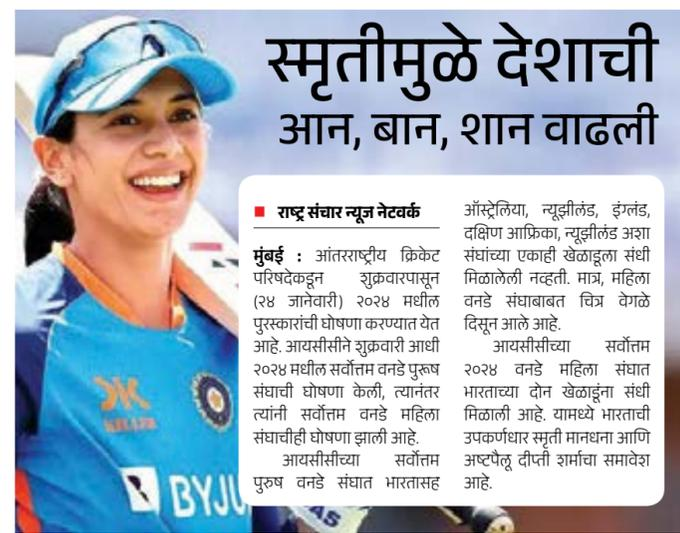 स्मृतीमुळे देशाची
आन, बान, शान वाढली
राष्ट्र संचार न्यूज नेटवर्क
मुंबई : आंतरराष्ट्रीय क्रिकेट
परिषदेकडून शुक्रवारपासून
(२४ जानेवारी) २०२४ मधील
पुरस्कारांची घोषणा करण्यात येत
आहे. आयसीसीने शुक्रवारी आधी
२०२४ मधील सर्वोत्तम वनडे पुरूष
संघाची घोषणा केली, त्यानंतर
त्यांनी सर्वोत्तम वनडे महिला
संघाचीही घोषणा झाली आहे.
आयसीसीच्या सर्वोत्तम
पुरुष वनडे संघात भारतासह
ऑस्ट्रेलिया, न्यूझीलंड, इंग्लंड,
दक्षिण आफ्रिका, न्यूझीलंड अशा
संघांच्या एकाही खेळाडूला संधी
मिळालेली नव्हती. मात्र, महिला
वनडे संघाबाबत चित्र वेगळे
दिसून आले आहे.
आयसीसीच्या सर्वोत्तम
२०२४ वनडे महिला संघात
भारताच्या दोन खेळाडूंना संधी
मिळाली आहे. यामध्ये भारताची
उपकर्णधार स्मृती मानधना आणि
अष्टपैलू दीप्ती शर्माचा समावेश
आहे.
BYJU